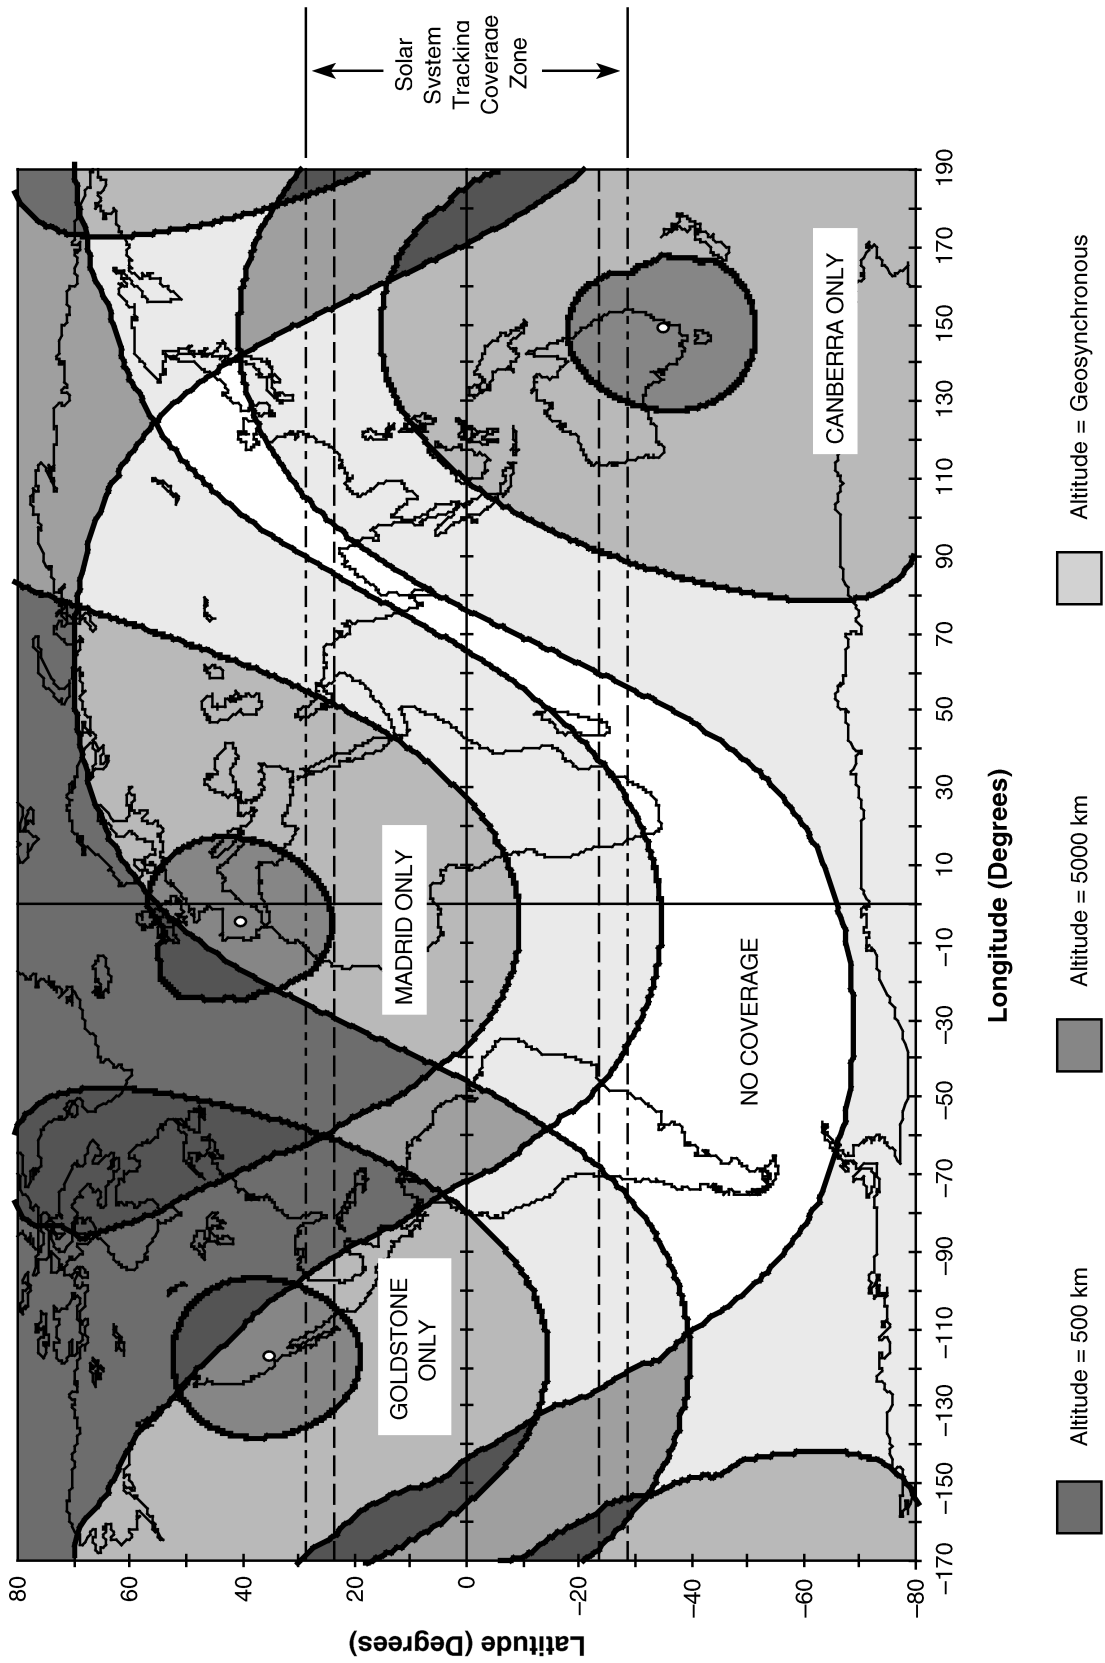 80
60
40
20
0
−20
−40
−60
−80
Latitude (Degrees)
GOLDSTONE
ONLY
MADRID ONLY
NO COVERAGE
CANBERRA ONLY
Solar
System
Tracking
Coverage
Zone
−170 −150 −130 −110 −90 −70 −50 −30 −10 10 30 50 70 90 110 130 150 170 190
Longitude (Degrees)
Altitude = 500 km
Altitude = 5000 km
Altitude = Geosynchronous